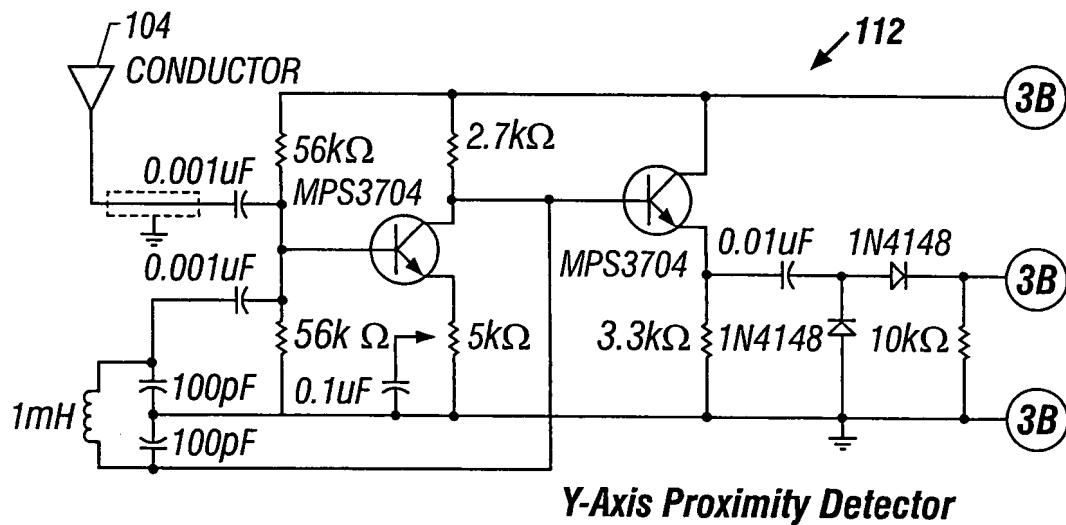 104
CONDUCTOR
112
3B
56kΩ
2.7kΩ
0.001uF
MPS3704
0.001uF
MPS3704
0.01uF
1N4148
3B
56k Ω
5kΩ
3.3kΩ
1N4148
10kΩ
100pF
0.1uF
1mH
100pF
3B
Y-Axis Proximity Detector